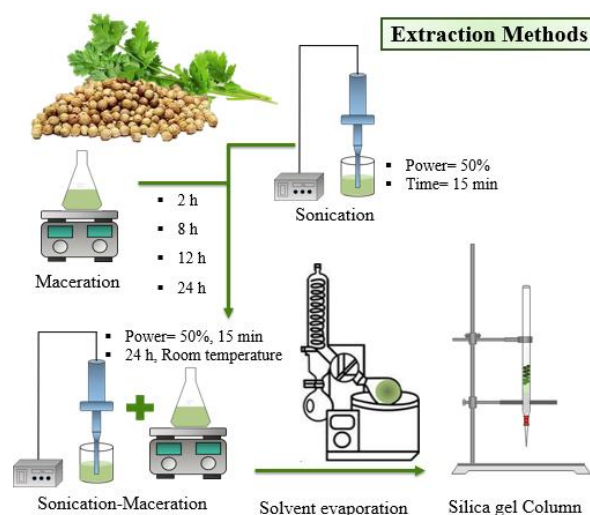 Extraction Methods
▪ Power= 50%
▪ Time= 15 min
Sonication
▪ 2 h
▪ 8 h
▪ 12 h
▪ 24 h
Maceration
▪ Power= 50%, 15 min
▪ 24 h, Room temperature
Sonication-Maceration
Solvent evaporation
Silica gel Column